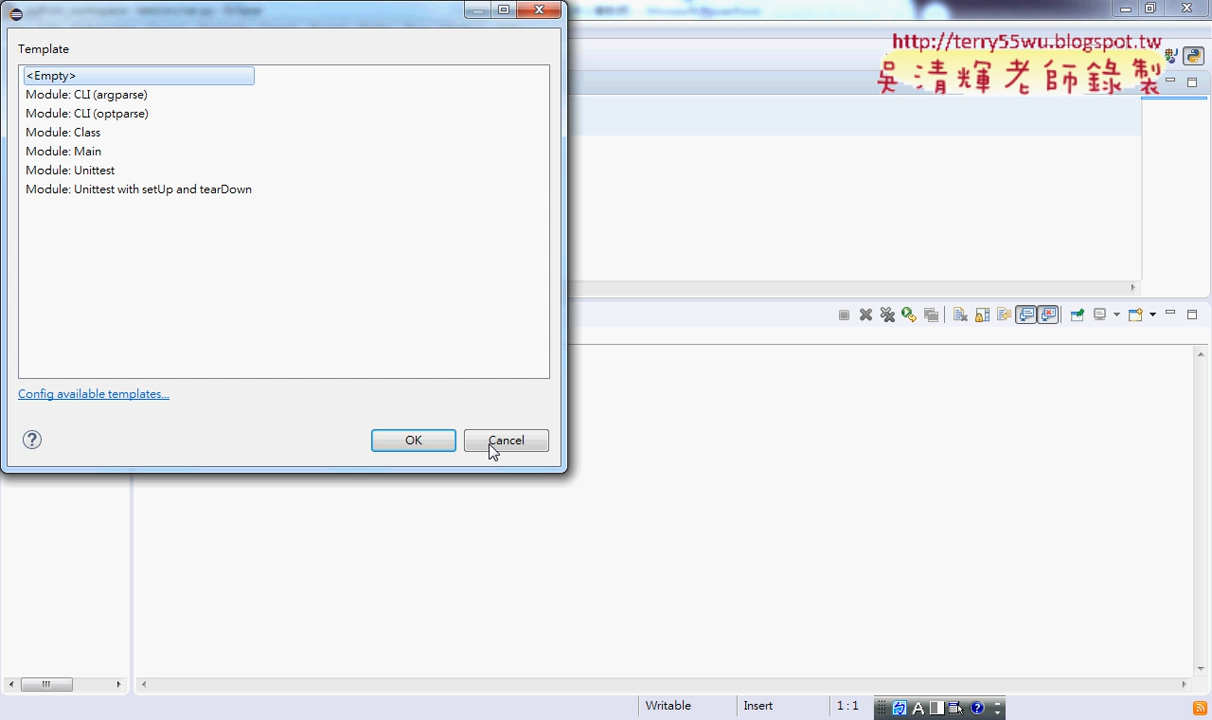 http://terry55wu.blogspot.tw
吳清輝老師錄製
Template
<Empty>
Module: CLI (argparse)
Module: CLI (optparse)
Module: Class
Module: Main
Module: Unittest
Module: Unittest with setUp and tearDown
Config available templates...
OK
Cancel
Writable
Insert
1:1
A